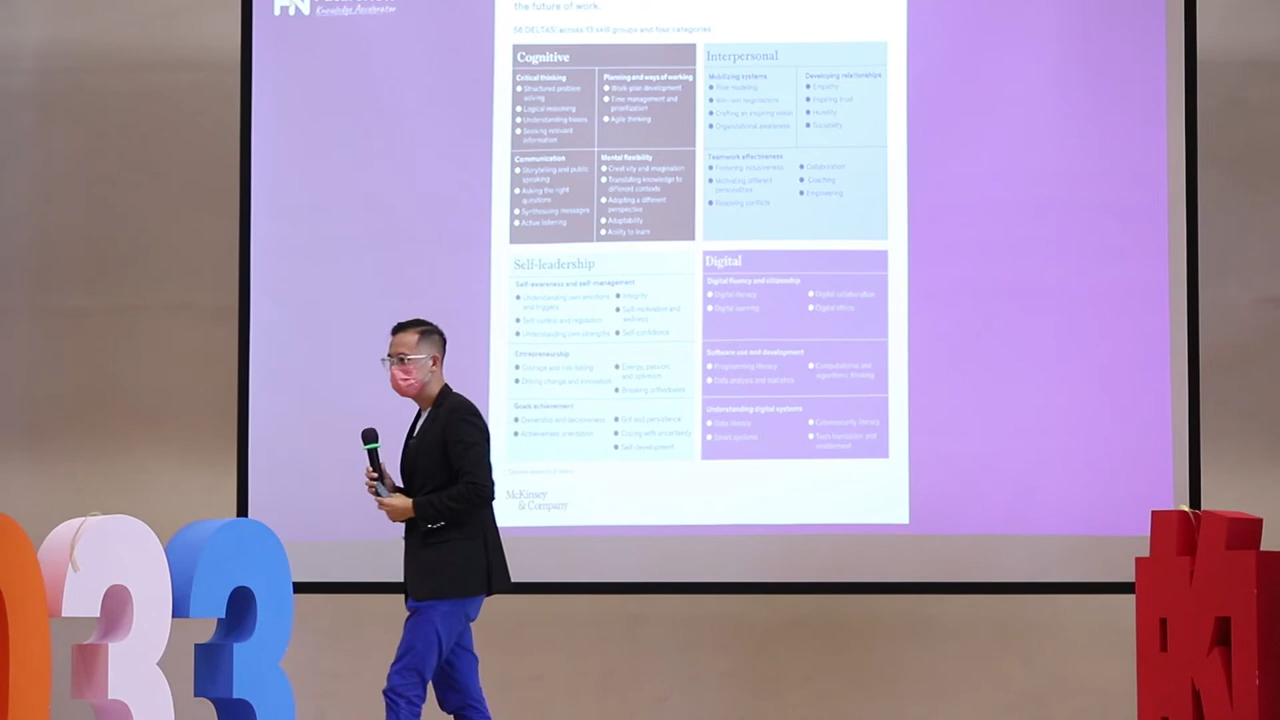 FN FutureNow
Knowledge Accelerator
the future of work.
56 DELTAs across 13 skill groups and four categories
Cognitive
Critical thinking
Structured problem
solving
Logical reasoning
Understanding biases
Seeking relevant
information
Planning and ways of working
Work-plan development
Time management and
prioritization
Agile thinking
Communication
Storytelling and public
speaking
Asking the right
questions
Synthesizing messages
Active listening
Mental flexibility
Creativity and imagination
Translating knowledge to
different contexts
Adopting a different
perspective
Adaptability
Ability to learn
Interpersonal
Mobilizing systems
Role modeling
Win-win negotiations
Crafting an inspiring vision
Organizational awareness
Developing relationships
Empathy
Inspiring trust
Humility
Sociability
Teamwork effectiveness
Fostering inclusiveness
Motivating different
personalities
Resolving conflicts
Collaboration
Coaching
Empowering
Self-leadership
Self-awareness and self-management
Understanding own emotions
and triggers
Self-control and regulation
Understanding own strengths
Integrity
Self-motivation and
wellness
Self-confidence
Entrepreneurship
Courage and risk-taking
Driving change and innovation
Energy, passion,
and optimism
Breaking orthodoxies
Goals achievement
Ownership and decisiveness
Achievement orientation
Grit and persistence
Coping with uncertainty
Self-development
Digital
Digital fluency and citizenship
Digital literacy
Digital learning
Digital collaboration
Digital ethics
Software use and development
Programming literacy
Data analysis and statistics
Computational and
algorithmic thinking
Understanding digital systems
Data literacy
Smart systems
Cybersecurity literacy
Tech translation and
enablement
McKinsey
& Company
33